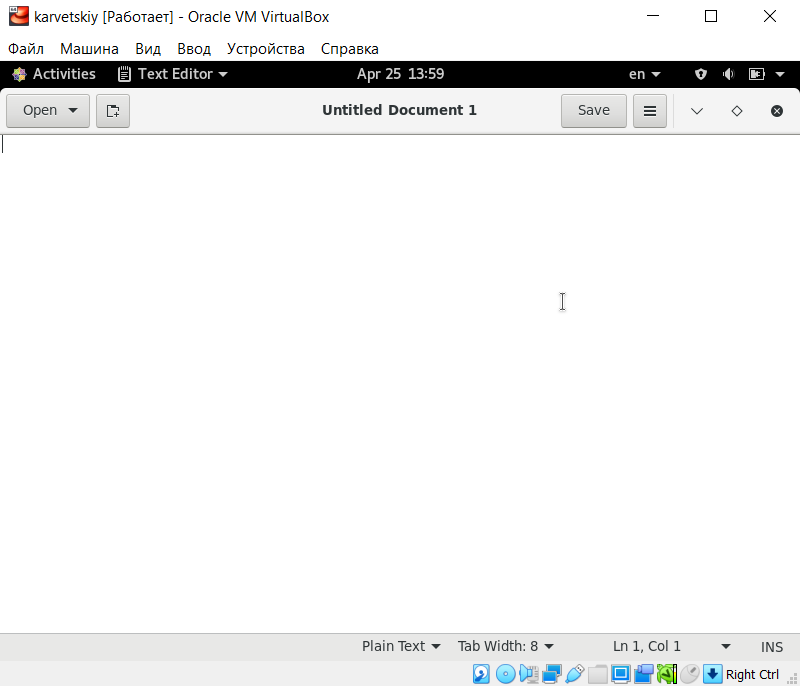 karvetskiy [Работает] - Oracle VM VirtualBox
Файл Машина Вид Ввод Устройства Справка
Activities Text Editor Apr 25 13:59 en
Open Untitled Document 1 Save
Plain Text Tab Width: 8 Ln 1, Col 1 INS
Right Ctrl